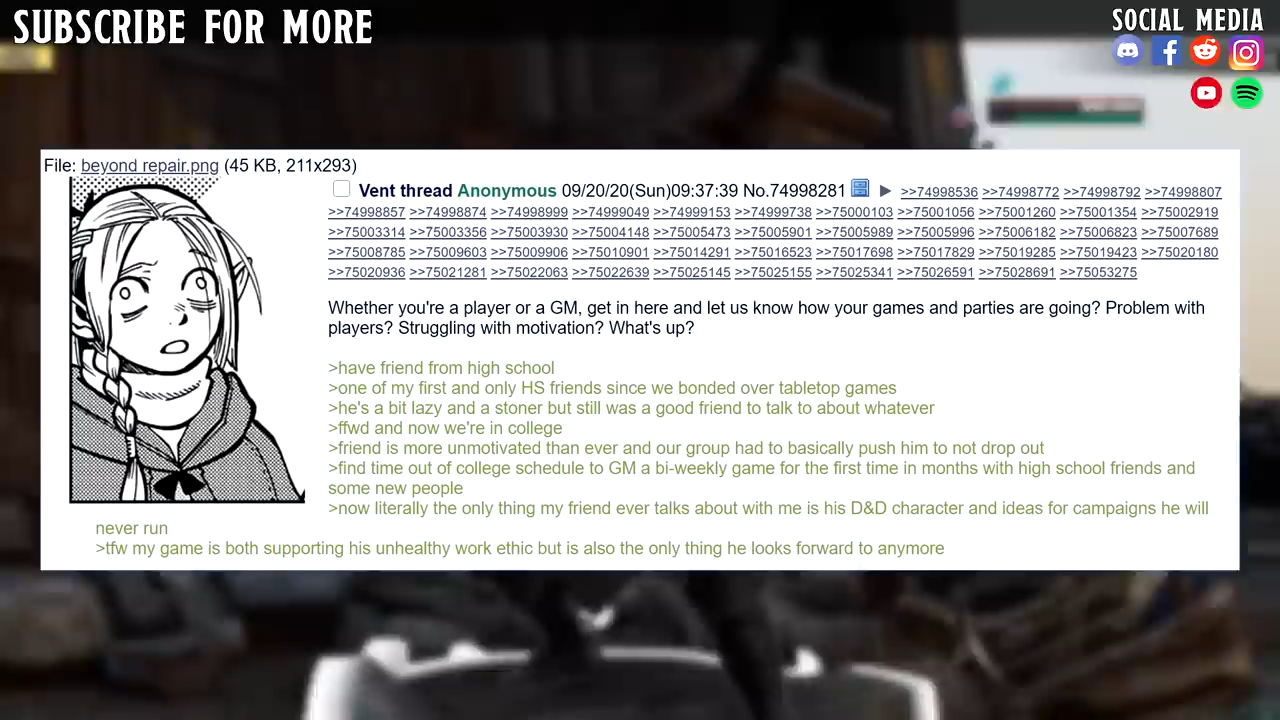 SUBSCRIBE FOR MORE
SOCIAL MEDIA
File: beyond repair.png (45 KB, 211x293)
Vent thread Anonymous 09/20/20(Sun)09:37:39 No.74998281 ▶ >>74998536 >>74998772 >>74998792 >>74998807
>>74998857 >>74998874 >>74998999 >>74999049 >>74999153 >>74999738 >>75000103 >>75001056 >>75001260 >>75001354 >>75002919
>>75003314 >>75003356 >>75003930 >>75004148 >>75005473 >>75005901 >>75005989 >>75005996 >>75006182 >>75006823 >>75007689
>>75008785 >>75009603 >>75009906 >>75010901 >>75014291 >>75016523 >>75017698 >>75017829 >>75019285 >>75019423 >>75020180
>>75020936 >>75021281 >>75022063 >>75022639 >>75025145 >>75025155 >>75025341 >>75026591 >>75028691 >>75053275
Whether you're a player or a GM, get in here and let us know how your games and parties are going? Problem with
players? Struggling with motivation? What's up?
>have friend from high school
>one of my first and only HS friends since we bonded over tabletop games
>he's a bit lazy and a stoner but still was a good friend to talk to about whatever
>ffwd and now we're in college
>friend is more unmotivated than ever and our group had to basically push him to not drop out
>find time out of college schedule to GM a bi-weekly game for the first time in months with high school friends and
some new people
>now literally the only thing my friend ever talks about with me is his D&D character and ideas for campaigns he will
never run
>tfw my game is both supporting his unhealthy work ethic but is also the only thing he looks forward to anymore